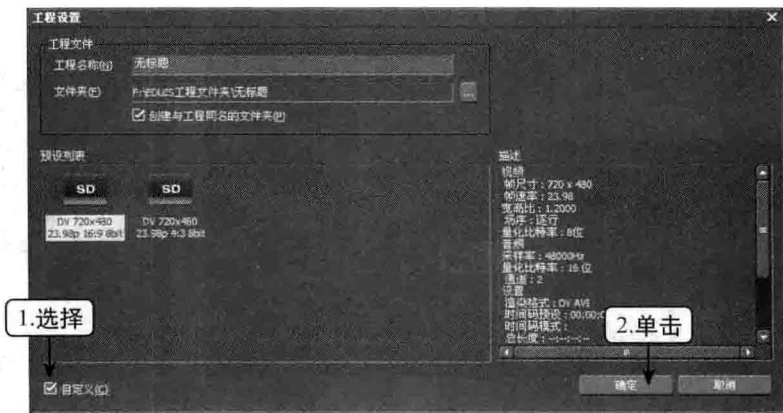 工程设置
工程文件
工程名称(N) 无标题
文件夹(F) F:\EDIUS工程文件夹\无标题
创建与工程同名的文件夹(P)
预设列表
SD
DV 720x480
23.98p 16:9 8bit
SD
DV 720x480
23.98p 4:3 8bit
描述
视频
帧尺寸：720 x 480
帧速率：23.98
宽高比：1.2000
场序：逐行
量化比特率：8位
音频
采样率：48000Hz
量化比特率：16 位
通道：2
设置
渲染格式：DV AVI
时间码预设：00:00:0
时间码模式：
总长度：--:--:--:--
1.选择
2.单击
自定义(C)
确定
取消